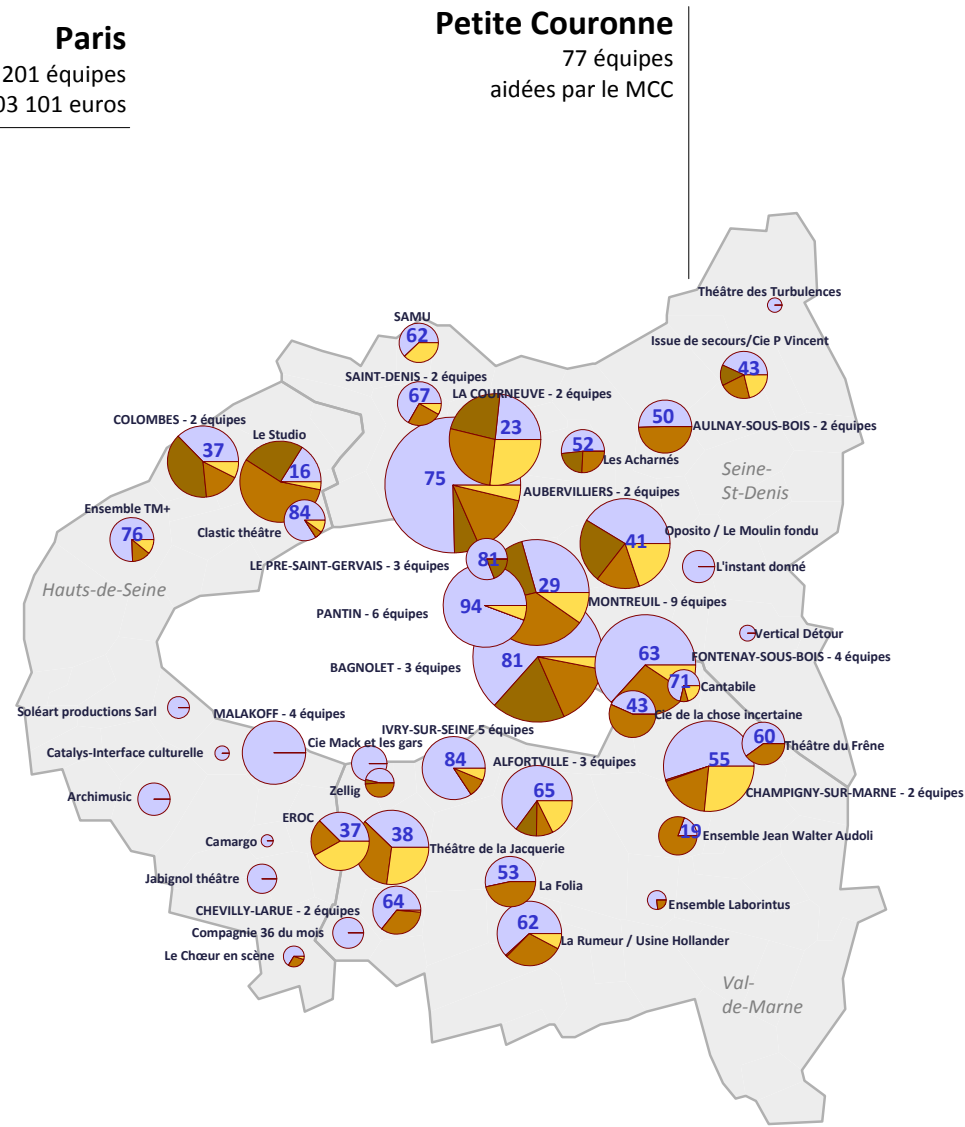 Paris
201 équipes
03 101 euros
Petite Couronne
77 équipes
aidées par le MCC
Théâtre des Turbulences
SAMU
62
Issue de secours/Cie P Vincent
43
SAINT-DENIS - 2 équipes
67
LA COURNEUVE - 2 équipes
23
COLOMBES - 2 équipes
37
50
AULNAY-SOUS-BOIS - 2 équipes
Le Studio
16
52
Les Acharnés
75
Seine-
St-Denis
AUBERVILLIERS - 2 équipes
Ensemble TM+
76
84
Clastic théâtre
Oposito / Le Moulin fondu
41
81
LE PRE-SAINT-GERVAIS - 3 équipes
L'instant donné
Hauts-de-Seine
29
MONTREUIL - 9 équipes
94
PANTIN - 6 équipes
Vertical Détour
81
BAGNOLET - 3 équipes
63
FONTENAY-SOUS-BOIS - 4 équipes
71
Cantabile
43
Cie de la chose incertaine
Soléart productions Sarl
MALAKOFF - 4 équipes
IVRY-SUR-SEINE 5 équipes
84
Cie Mack et les gars
60
Théâtre du Frêne
Catalys-Interface culturelle
ALFORTVILLE - 3 équipes
65
55
CHAMPIGNY-SUR-MARNE - 2 équipes
Zellig
Archimusic
EROC
37
38
Théâtre de la Jacquerie
19
Ensemble Jean Walter Audoli
Camargo
Jabignol théâtre
53
La Folia
64
CHEVILLY-LARUE - 2 équipes
Ensemble Laborintus
Compagnie 36 du mois
62
La Rumeur / Usine Hollander
Le Chœur en scène
Val-
de-Marne